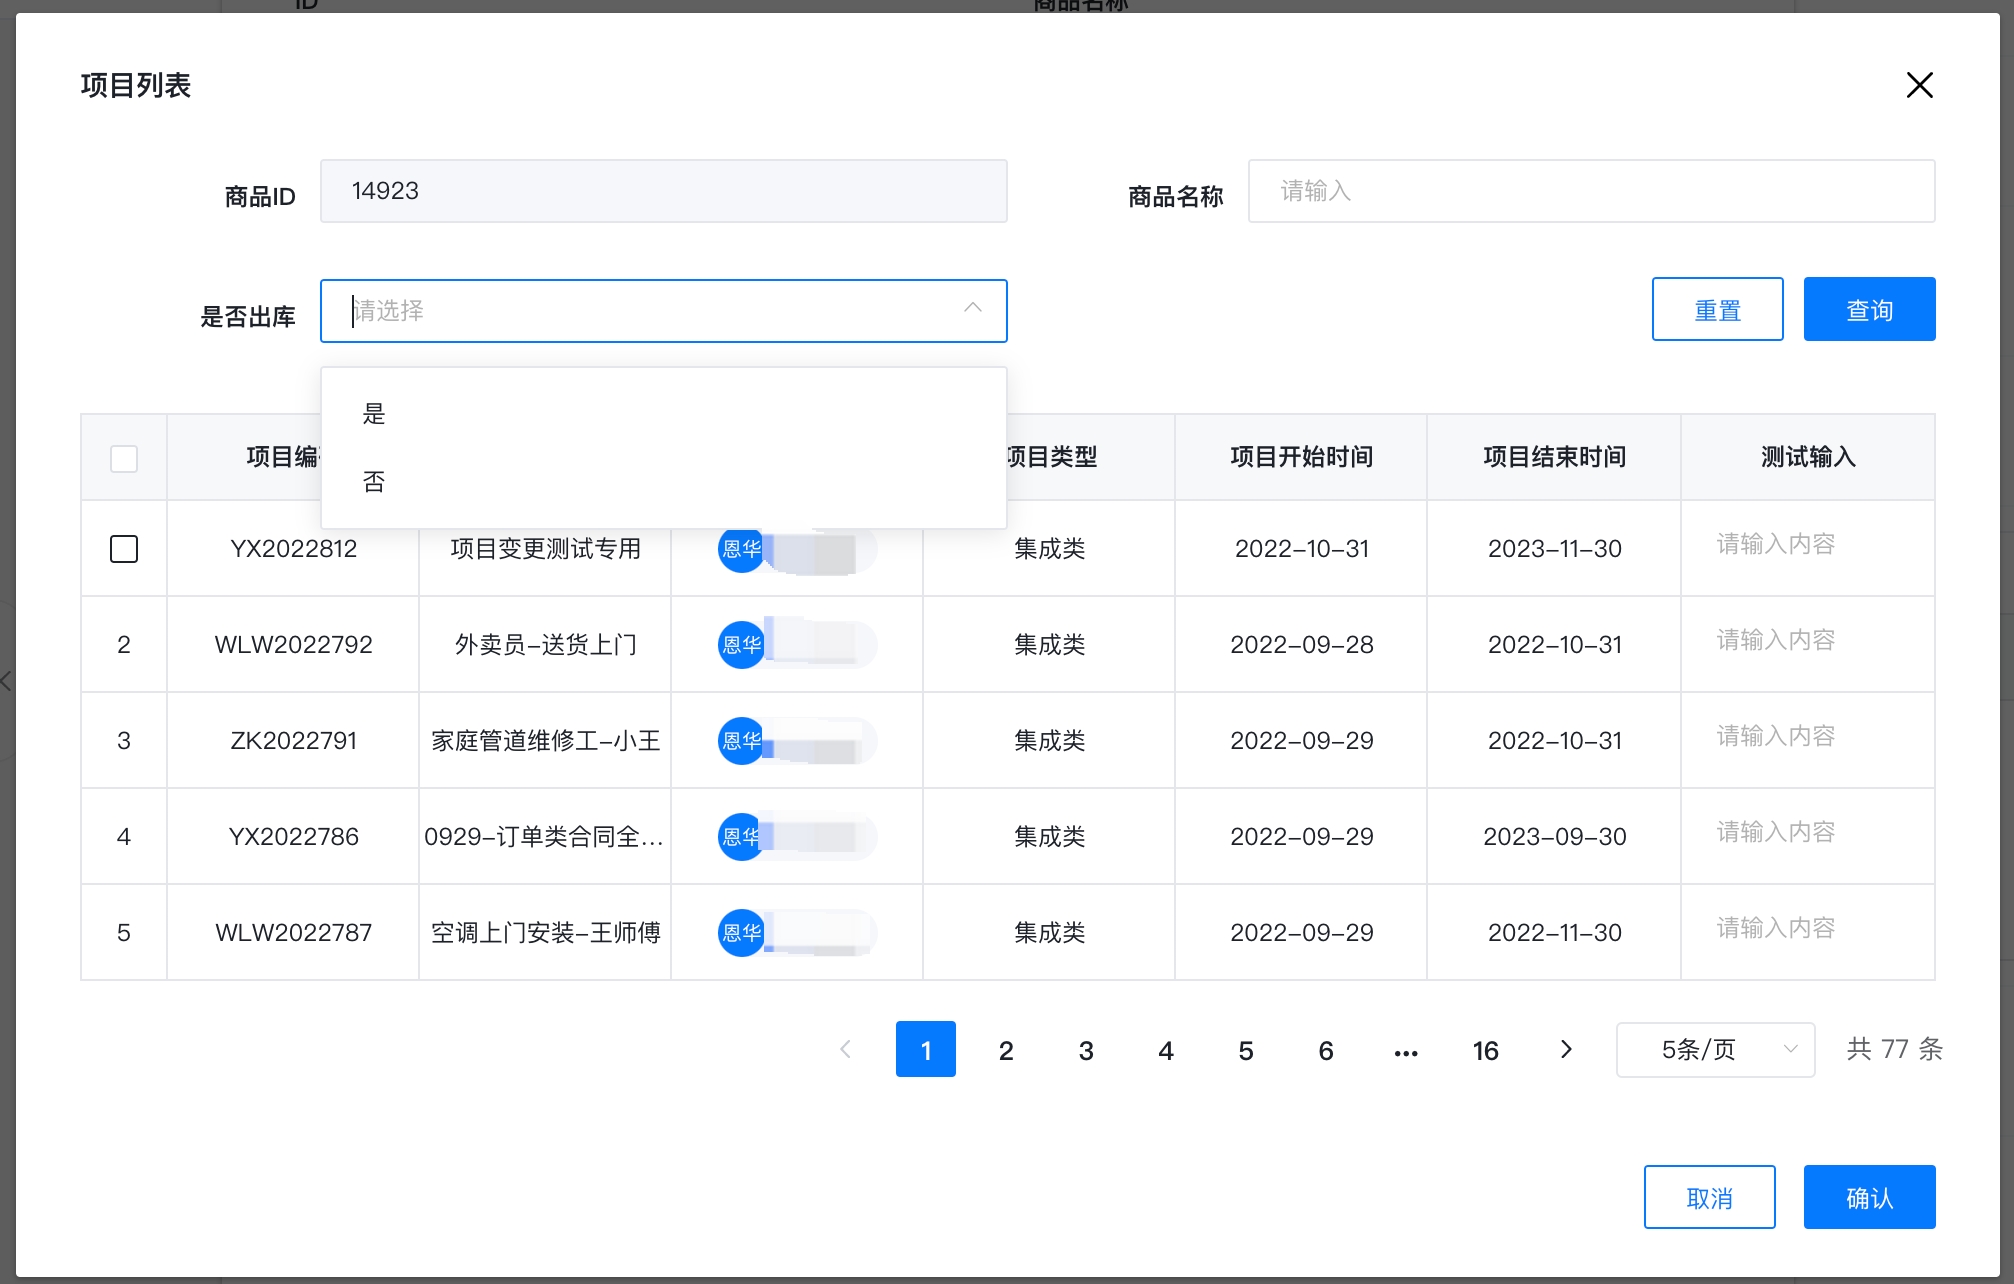 ID 商品名称
项目列表
商品ID 14923 商品名称 请输入
是否出库 请选择 重置 查询
是
否
项目编 项目类型 项目开始时间 项目结束时间 测试输入
YX2022812 项目变更测试专用 恩华 集成类 2022-10-31 2023-11-30 请输入内容
2 WLW2022792 外卖员-送货上门 恩华 集成类 2022-09-28 2022-10-31 请输入内容
3 ZK2022791 家庭管道维修工-小王 恩华 集成类 2022-09-29 2022-10-31 请输入内容
4 YX2022786 0929-订单类合同全... 恩华 集成类 2022-09-29 2023-09-30 请输入内容
5 WLW2022787 空调上门安装-王师傅 恩华 集成类 2022-09-29 2022-11-30 请输入内容
1 2 3 4 5 6 ... 16 5条/页 共 77 条
取消 确认